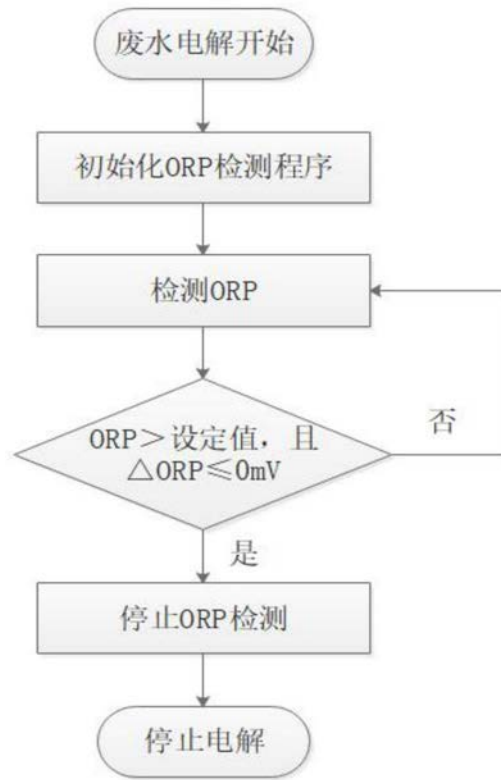 废水电解开始
初始化ORP检测程序
检测ORP
ORP＞设定值，且
△ORP≦0mV
否
是
停止ORP检测
停止电解